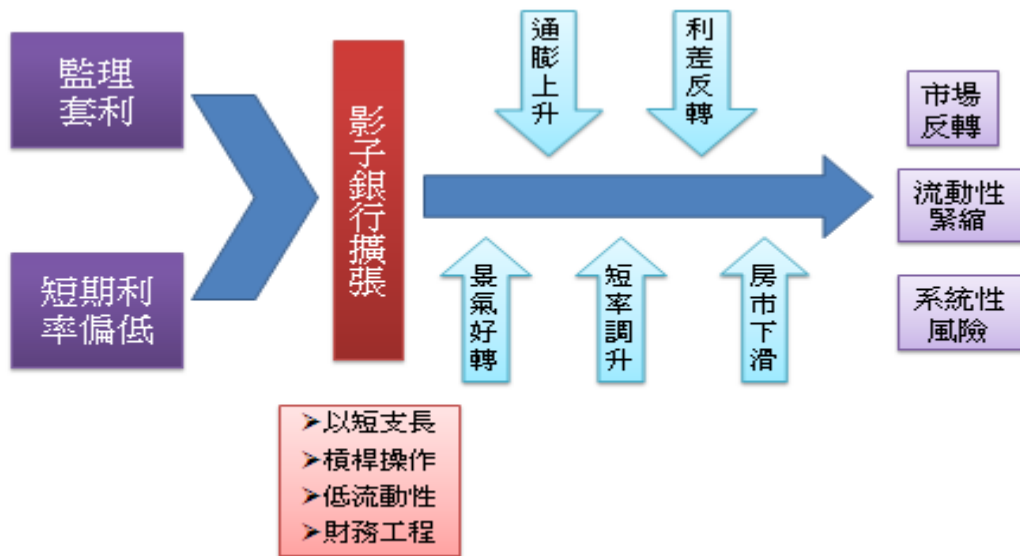 監理
套利
短期利
率偏低
影子銀行擴張
➢以短支長
➢槓桿操作
➢低流動性
➢財務工程
通膨上升
利差反轉
景氣好轉
短率調升
房市下滑
市場
反轉
流動性
緊縮
系統性
風險